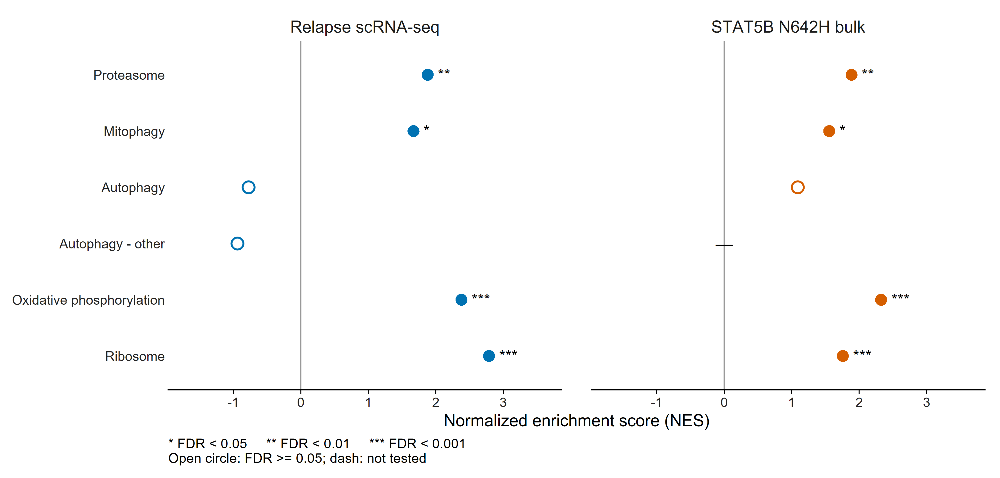 Relapse scRNA-seq
STAT5B N642H bulk
Proteasome
**
**
Mitophagy
*
*
Autophagy
Autophagy - other
Oxidative phosphorylation
***
***
Ribosome
***
***
-1 0 1 2 3
-1 0 1 2 3
Normalized enrichment score (NES)
* FDR < 0.05 ** FDR < 0.01 *** FDR < 0.001
Open circle: FDR >= 0.05; dash: not tested